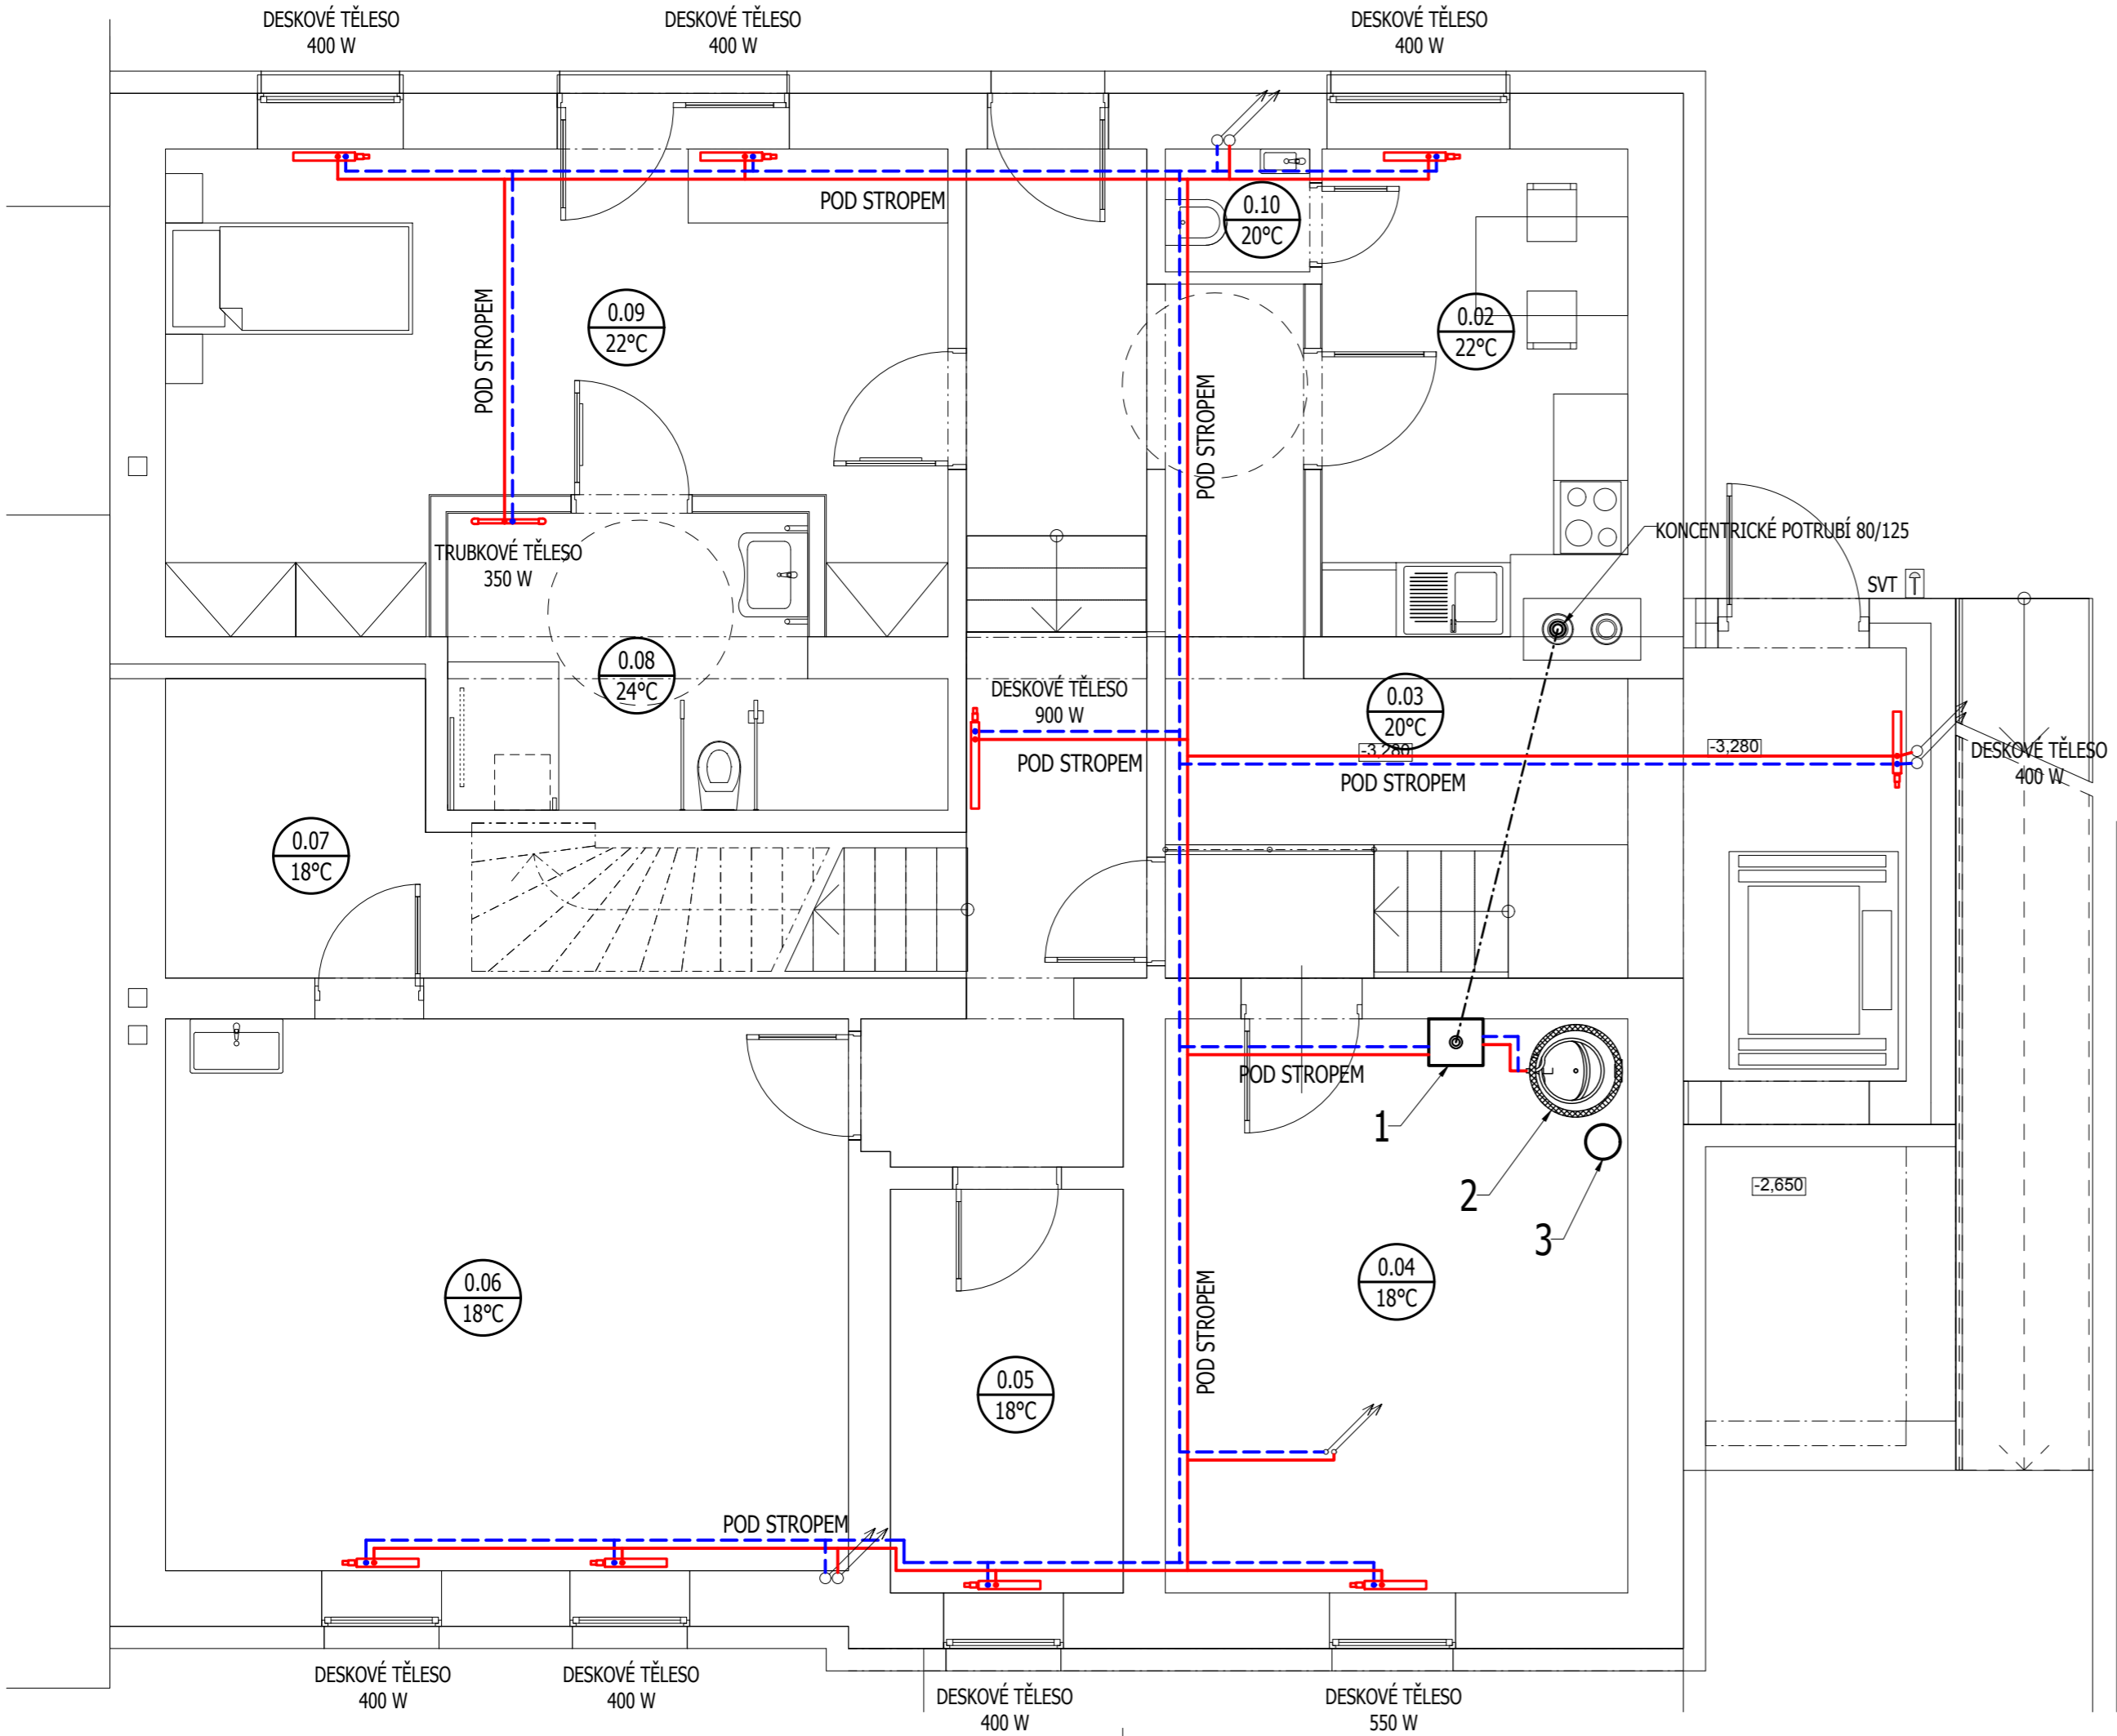 DESKOVÉ TĚLESO
400 W
DESKOVÉ TĚLESO
400 W
DESKOVÉ TĚLESO
400 W
POD STROPEM
0.10
20°C
0.09
22°C
POD STROPEM
0.02
22°C
POD STROPEM
KONCENTRICKÉ POTRUBÍ 80/125
TRUBKOVÉ TĚLESO
350 W
SVT
0.08
24°C
DESKOVÉ TĚLESO
900 W
POD STROPEM
0.03
20°C
-3,280
-3,280
POD STROPEM
DESKOVÉ TĚLESO
400 W
0.07
18°C
POD STROPEM
1
2
3
-2,650
0.06
18°C
0.04
18°C
POD STROPEM
0.05
18°C
POD STROPEM
DESKOVÉ TĚLESO
400 W
DESKOVÉ TĚLESO
400 W
DESKOVÉ TĚLESO
400 W
DESKOVÉ TĚLESO
550 W